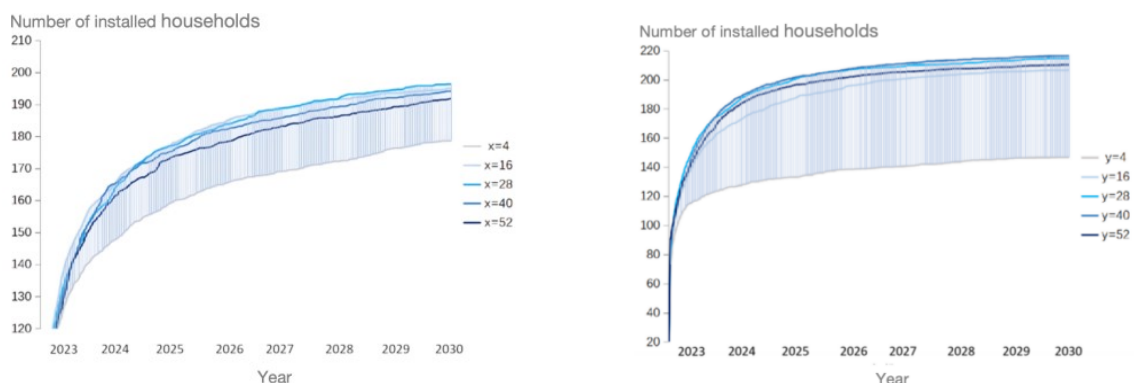 Number of installed households
210
200
190
180
170
160
150
140
130
120
2023 2024 2025 2026 2027 2028 2029 2030
Year
x=4
x=16
x=28
x=40
x=52
Number of installed households
220
200
180
160
140
120
100
80
60
40
20
2023 2024 2025 2026 2027 2028 2029 2030
Year
y=4
y=16
y=28
y=40
y=52